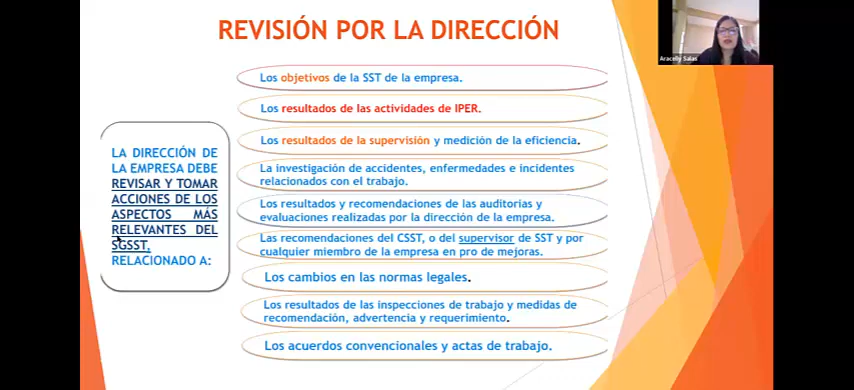 REVISIÓN POR LA DIRECCIÓN
Aracelly Salas
LA DIRECCIÓN DE
LA EMPRESA DEBE
REVISAR Y TOMAR
ACCIONES DE LOS
ASPECTOS MÁS
RELEVANTES DEL
SGSST,
RELACIONADO A:
Los objetivos de la SST de la empresa.
Los resultados de las actividades de IPER.
Los resultados de la supervisión y medición de la eficiencia.
La investigación de accidentes, enfermedades e incidentes
relacionados con el trabajo.
Los resultados y recomendaciones de las auditorías y
evaluaciones realizadas por la dirección de la empresa.
Las recomendaciones del CSST, o del supervisor de SST y por
cualquier miembro de la empresa en pro de mejoras.
Los cambios en las normas legales.
Los resultados de las inspecciones de trabajo y medidas de
recomendación, advertencia y requerimiento.
Los acuerdos convencionales y actas de trabajo.